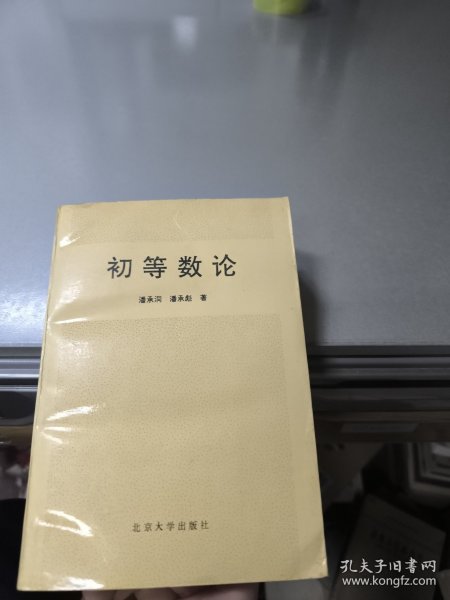 初等数论
潘承洞 潘承彪 著
北京大学出版社
孔夫子旧书网
www.kongfz.com